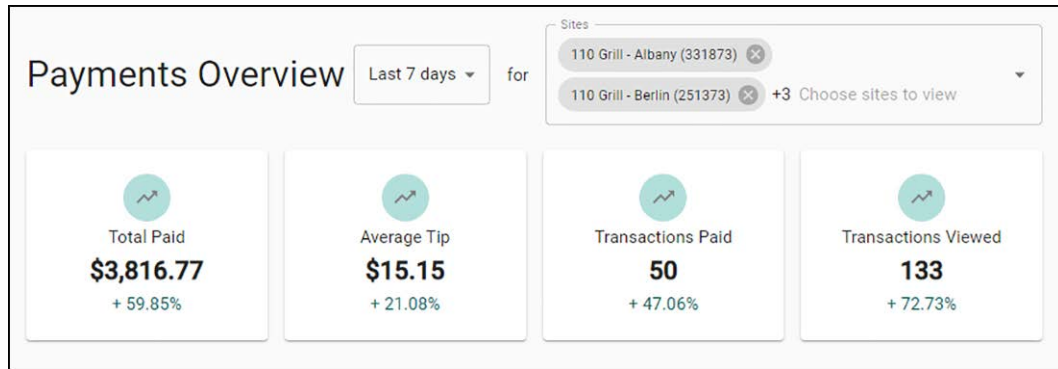 Sites
Payments Overview Last 7 days for
110 Grill - Albany (331873)
110 Grill - Berlin (251373) +3 Choose sites to view
Total Paid
$3,816.77
+ 59.85%
Average Tip
$15.15
+ 21.08%
Transactions Paid
50
+ 47.06%
Transactions Viewed
133
+ 72.73%